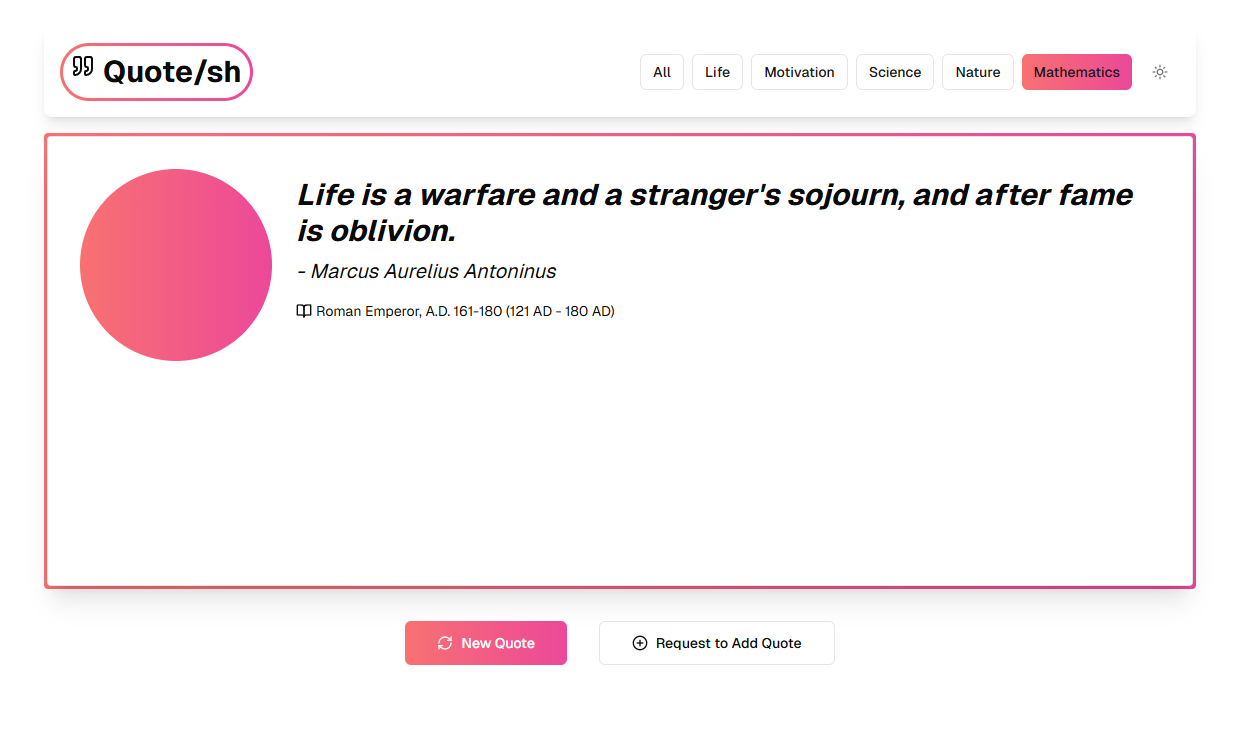 Quote/sh
All
Life
Motivation
Science
Nature
Mathematics
Life is a warfare and a stranger's sojourn, and after fame
is oblivion.
- Marcus Aurelius Antoninus
Roman Emperor, A.D. 161-180 (121 AD - 180 AD)
New Quote
Request to Add Quote